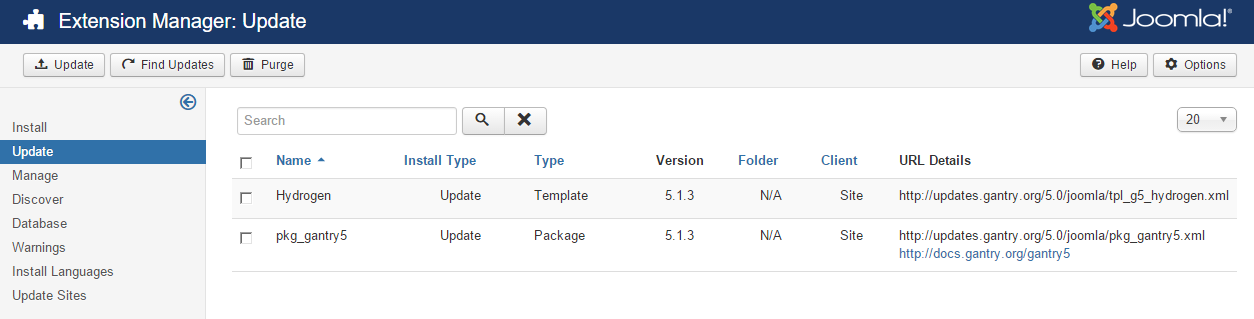 Extension Manager: Update
Joomla!®
Update Find Updates Purge Help Options
Install
Update
Manage
Discover
Database
Warnings
Install Languages
Update Sites
Search
20
Name Install Type Type Version Folder Client URL Details
Hydrogen Update Template 5.1.3 N/A Site http://updates.gantry.org/5.0/joomla/tpl_g5_hydrogen.xml
pkg_gantry5 Update Package 5.1.3 N/A Site http://updates.gantry.org/5.0/joomla/pkg_gantry5.xml
http://docs.gantry.org/gantry5